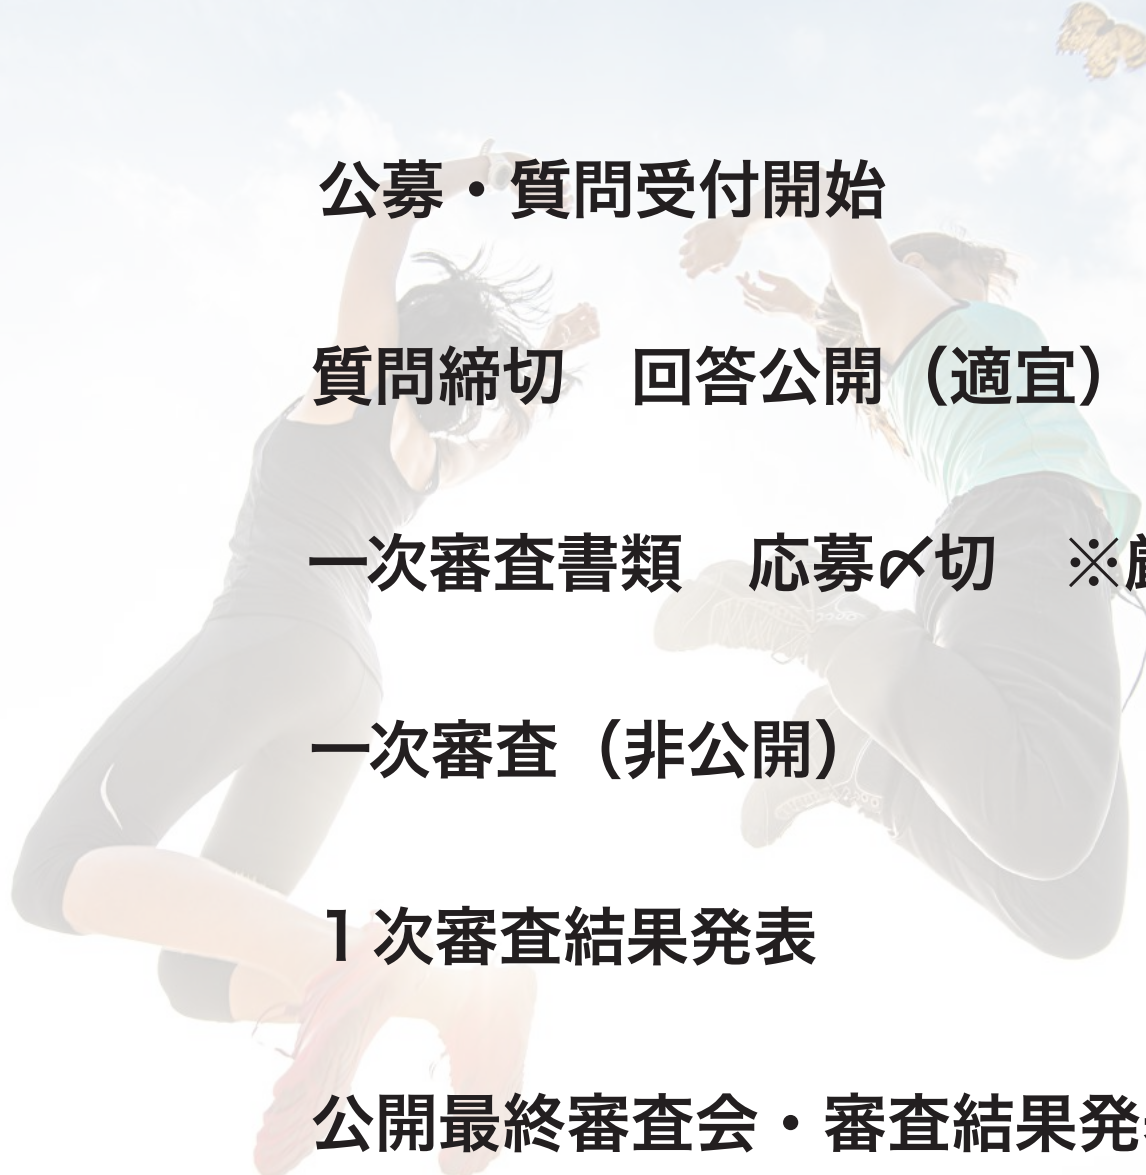 公募・質問受付開始
質問締切　回答公開（適宜）
一次審査書類　応募〆切　※
一次審査（非公開）
１次審査結果発表
公開最終審査会・審査結果発